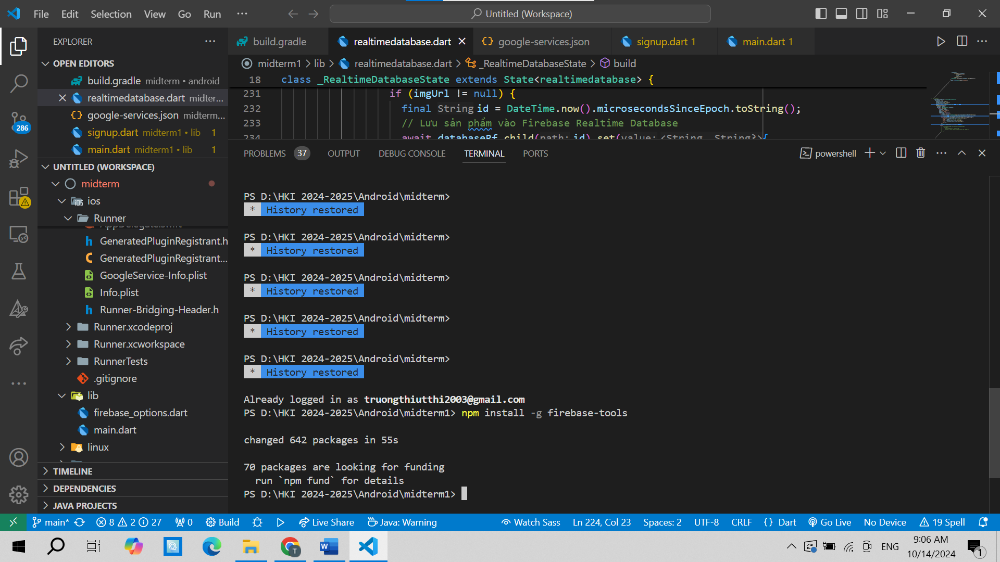 File Edit Selection View Go Run ··· Untitled (Workspace)
EXPLORER
build.gradle realtimedatabase.dart google-services.json signup.dart 1 main.dart 1
OPEN EDITORS
midterm1 > lib > realtimedatabase.dart > _RealtimeDatabaseState > build
build.gradle midterm • android
realtimedatabase.dart midter...
google-services.json midterm...
signup.dart midterm1 • lib 1
main.dart midterm1 • lib 1
18 class _RealtimeDatabaseState extends State<realtimedatabase> {
231 if (imgUrl != null) {
232 final String id = DateTime.now().microsecondsSinceEpoch.toString();
233 // Lưu sản phẩm vào Firebase Realtime Database
234 await databaseRf.child(path: id).set(value: <String, String?>{
286
UNTITLED (WORKSPACE)
midterm
ios
Runner
GeneratedPluginRegistrant.h
GeneratedPluginRegistrant...
GoogleService-Info.plist
Info.plist
Runner-Bridging-Header.h
Runner.xcodeproj
Runner.xcworkspace
RunnerTests
.gitignore
lib
firebase_options.dart
main.dart
linux
TIMELINE
DEPENDENCIES
JAVA PROJECTS
PROBLEMS 37 OUTPUT DEBUG CONSOLE TERMINAL PORTS powershell
PS D:\HKI 2024-2025\Android\midterm>
* History restored
PS D:\HKI 2024-2025\Android\midterm>
* History restored
PS D:\HKI 2024-2025\Android\midterm>
* History restored
PS D:\HKI 2024-2025\Android\midterm>
* History restored
PS D:\HKI 2024-2025\Android\midterm>
* History restored
Already logged in as truongthiutthi2003@gmail.com
PS D:\HKI 2024-2025\Android\midterm1> npm install -g firebase-tools
changed 642 packages in 55s
70 packages are looking for funding
run `npm fund` for details
PS D:\HKI 2024-2025\Android\midterm1>
main* 8 2 27 0 Build Live Share Java: Warning Watch Sass Ln 224, Col 23 Spaces: 2 UTF-8 CRLF {} Dart Go Live No Device 19 Spell
T W ENG 9:06 AM
10/14/2024 1